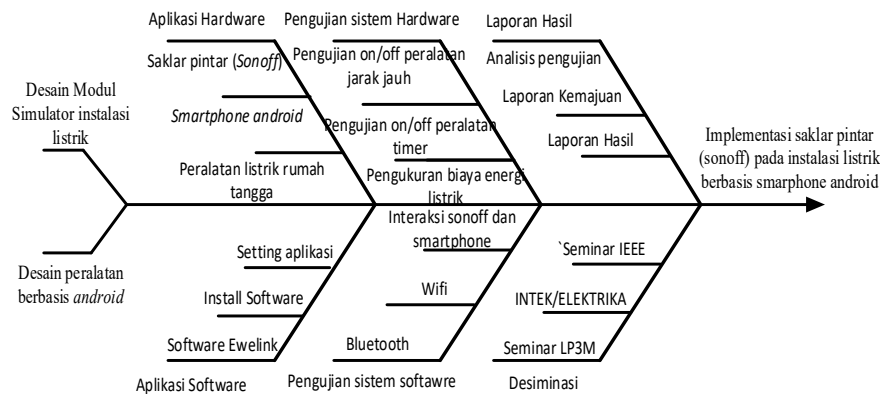 Aplikasi Hardware
Saklar pintar (Sonoff)
Smartphone android
Peralatan listrik rumah
tangga
Pengujian sistem Hardware
Pengujian on/off peralatan
jarak jauh
Pengujian on/off peralatan
timer
Pengukuran biaya energi
listrik
Laporan Hasil
Analisis pengujian
Laporan Kemajuan
Laporan Hasil
Desain Modul
Simulator instalasi
listrik
Implementasi saklar pintar
(sonoff) pada instalasi listrik
berbasis smarphone android
Desain peralatan
berbasis android
Setting aplikasi
Install Software
Software Ewelink
Aplikasi Software
Interaksi sonoff dan
smartphone
Wifi
Bluetooth
Pengujian sistem softawre
`Seminar IEEE
INTEK/ELEKTRIKA
Seminar LP3M
Desiminasi